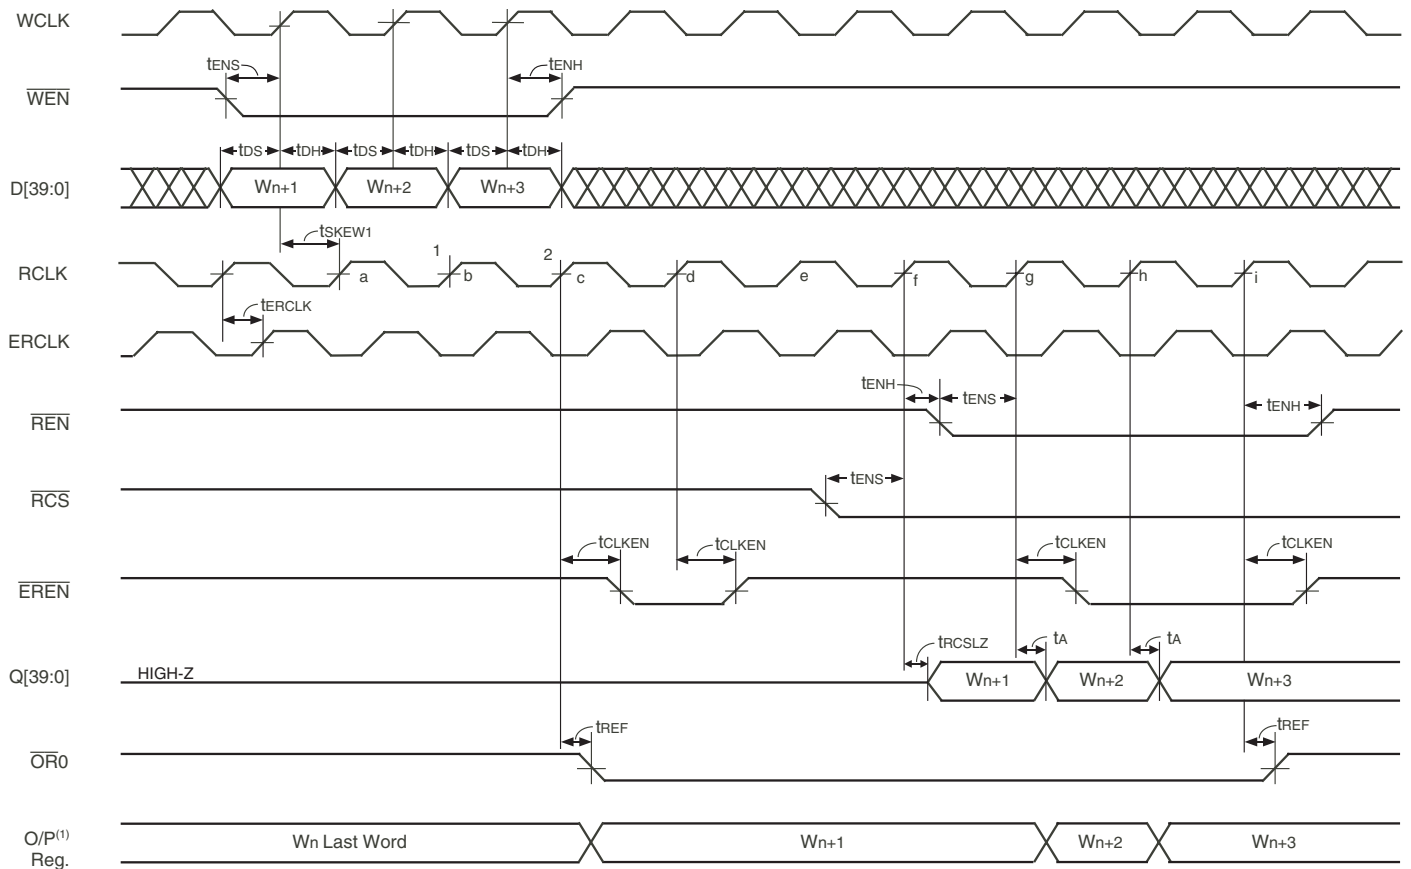 WCLK
tENS
tENH
WEN
tDS tDH tDS tDH tDS tDH
D[39:0] Wn+1 Wn+2 Wn+3
tSKEW1
1 2
RCLK a b c d e f g h i
tERCLK
ERCLK
tENH tENS tENH
REN
tENS
RCS
tCLKEN tCLKEN tCLKEN tCLKEN
EREN
tRCSLZ tA tA
Q[39:0] HIGH-Z Wn+1 Wn+2 Wn+3
tREF tREF
OR0
O/P(1) Wn Last Word Wn+1 Wn+2 Wn+3
Reg.